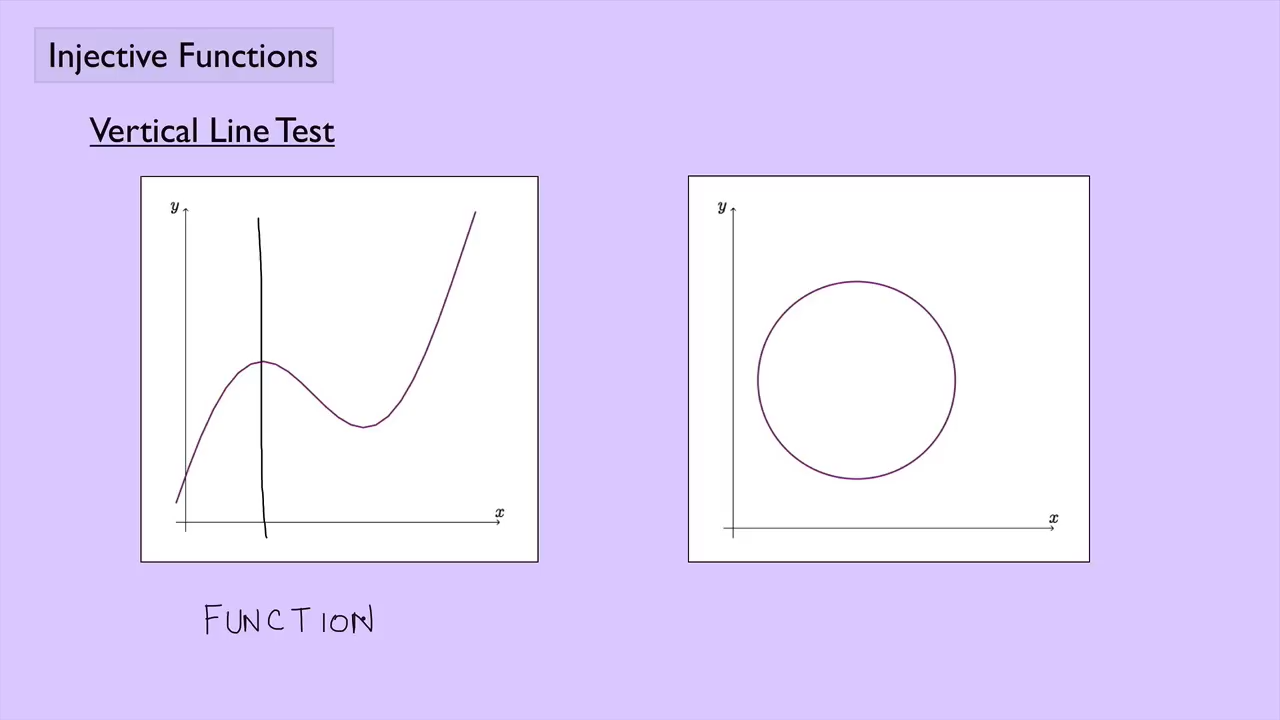 Injective Functions
Vertical Line Test
y
x
y
x
FUNCTION